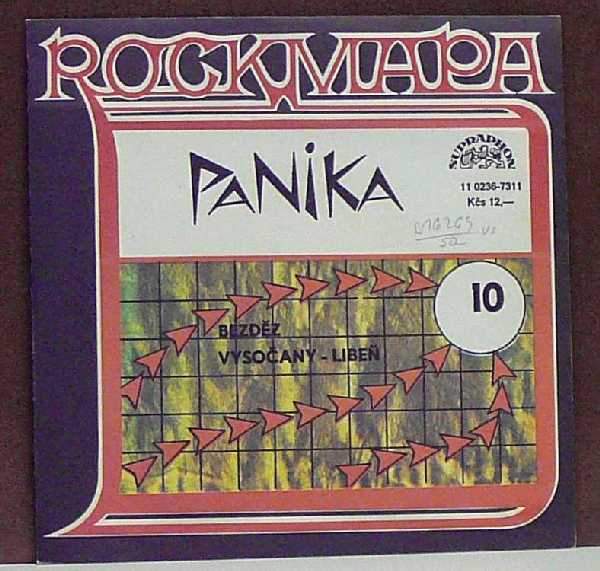 ROCKMAPA
PANiKA
SUPRAPHON
11 0236-7311
Kčs 12,—
10
BEZDĚZ
VYSOČANY - LIBEŇ